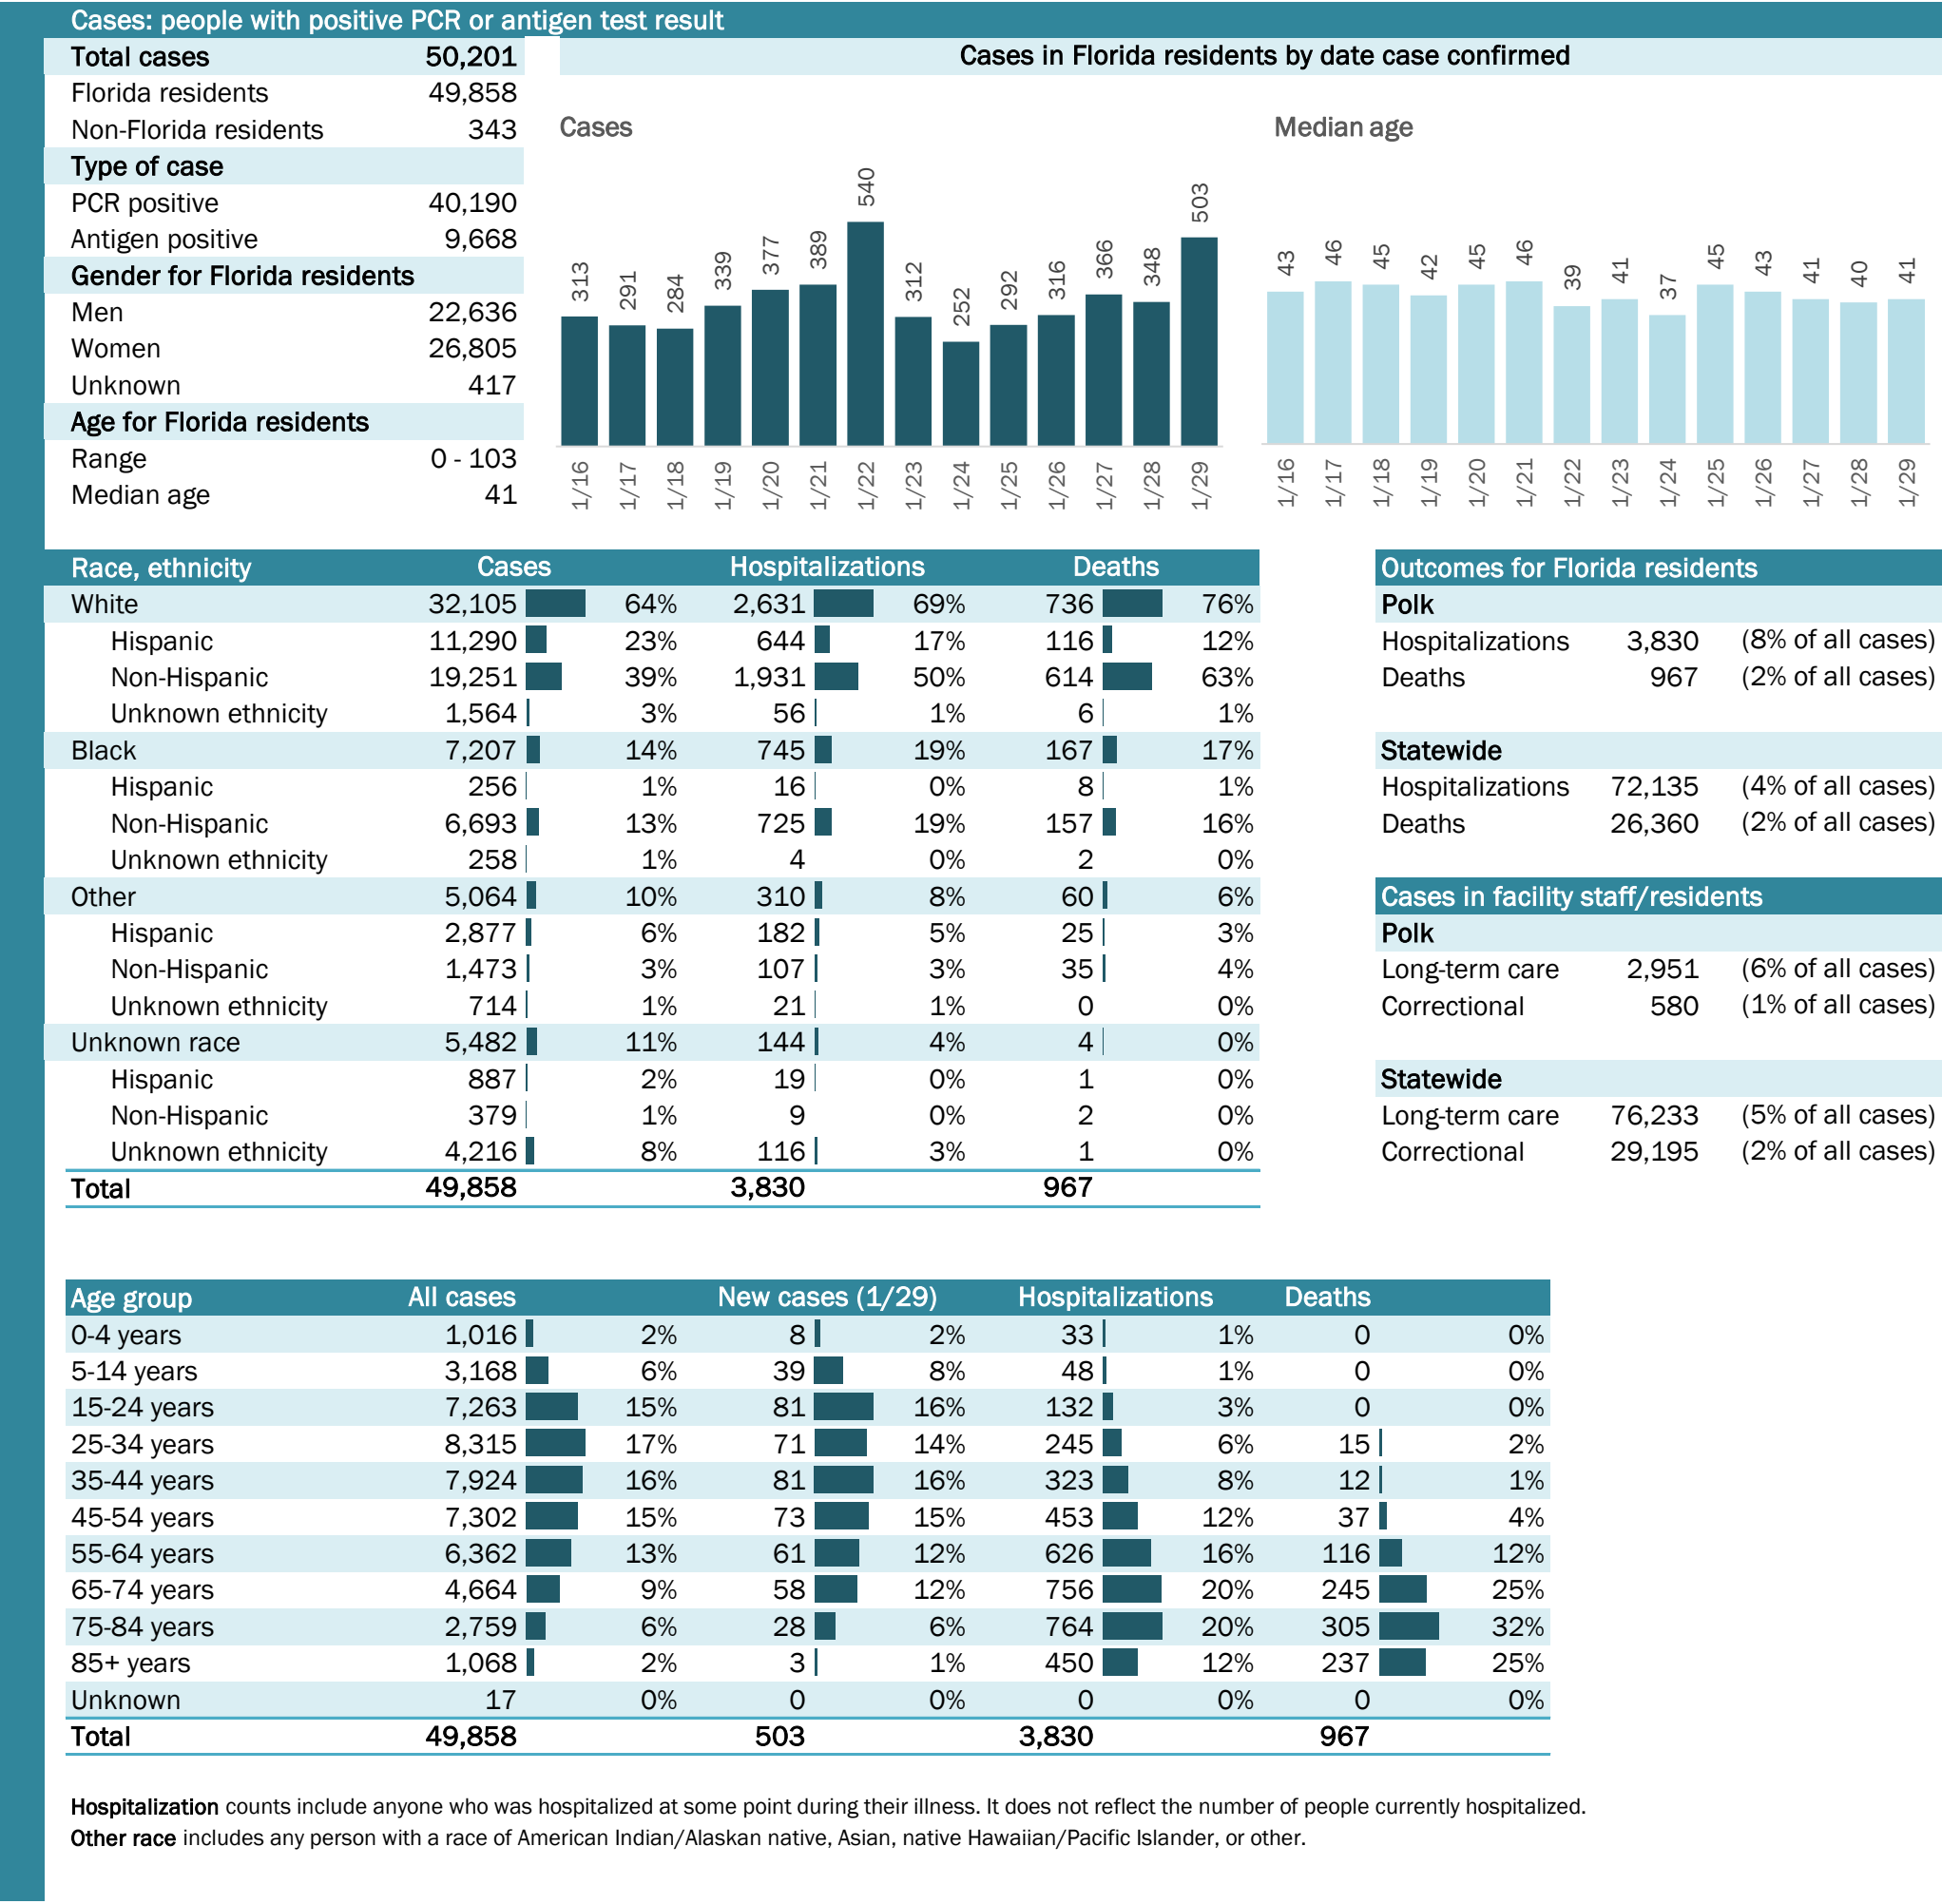 Cases: people with positive PCR or antigen test result
Total cases 50,201
Florida residents 49,858
Non-Florida residents 343
Type of case
PCR positive 40,190
Antigen positive 9,668
Gender for Florida residents
Men 22,636
Women 26,805
Unknown 417
Age for Florida residents
Range 0 - 103
Median age 41
Cases in Florida residents by date case confirmed
Cases
313 291 284 339 377 389 540 312 252 292 316 366 348 503
1/16 1/17 1/18 1/19 1/20 1/21 1/22 1/23 1/24 1/25 1/26 1/27 1/28 1/29
Median age
43 46 45 42 45 46 39 41 37 45 43 41 40 41
1/16 1/17 1/18 1/19 1/20 1/21 1/22 1/23 1/24 1/25 1/26 1/27 1/28 1/29
Race, ethnicity Cases Hospitalizations Deaths
White 32,105 64% 2,631 69% 736 76%
Hispanic 11,290 23% 644 17% 116 12%
Non-Hispanic 19,251 39% 1,931 50% 614 63%
Unknown ethnicity 1,564 3% 56 1% 6 1%
Black 7,207 14% 745 19% 167 17%
Hispanic 256 1% 16 0% 8 1%
Non-Hispanic 6,693 13% 725 19% 157 16%
Unknown ethnicity 258 1% 4 0% 2 0%
Other 5,064 10% 310 8% 60 6%
Hispanic 2,877 6% 182 5% 25 3%
Non-Hispanic 1,473 3% 107 3% 35 4%
Unknown ethnicity 714 1% 21 1% 0 0%
Unknown race 5,482 11% 144 4% 4 0%
Hispanic 887 2% 19 0% 1 0%
Non-Hispanic 379 1% 9 0% 2 0%
Unknown ethnicity 4,216 8% 116 3% 1 0%
Total 49,858 3,830 967
Outcomes for Florida residents
Polk
Hospitalizations 3,830 (8% of all cases)
Deaths 967 (2% of all cases)
Statewide
Hospitalizations 72,135 (4% of all cases)
Deaths 26,360 (2% of all cases)
Cases in facility staff/residents
Polk
Long-term care 2,951 (6% of all cases)
Correctional 580 (1% of all cases)
Statewide
Long-term care 76,233 (5% of all cases)
Correctional 29,195 (2% of all cases)
Age group All cases New cases (1/29) Hospitalizations Deaths
0-4 years 1,016 2% 8 2% 33 1% 0 0%
5-14 years 3,168 6% 39 8% 48 1% 0 0%
15-24 years 7,263 15% 81 16% 132 3% 0 0%
25-34 years 8,315 17% 71 14% 245 6% 15 2%
35-44 years 7,924 16% 81 16% 323 8% 12 1%
45-54 years 7,302 15% 73 15% 453 12% 37 4%
55-64 years 6,362 13% 61 12% 626 16% 116 12%
65-74 years 4,664 9% 58 12% 756 20% 245 25%
75-84 years 2,759 6% 28 6% 764 20% 305 32%
85+ years 1,068 2% 3 1% 450 12% 237 25%
Unknown 17 0% 0 0% 0 0% 0 0%
Total 49,858 503 3,830 967
Hospitalization counts include anyone who was hospitalized at some point during their illness. It does not reflect the number of people currently hospitalized.
Other race includes any person with a race of American Indian/Alaskan native, Asian, native Hawaiian/Pacific Islander, or other.